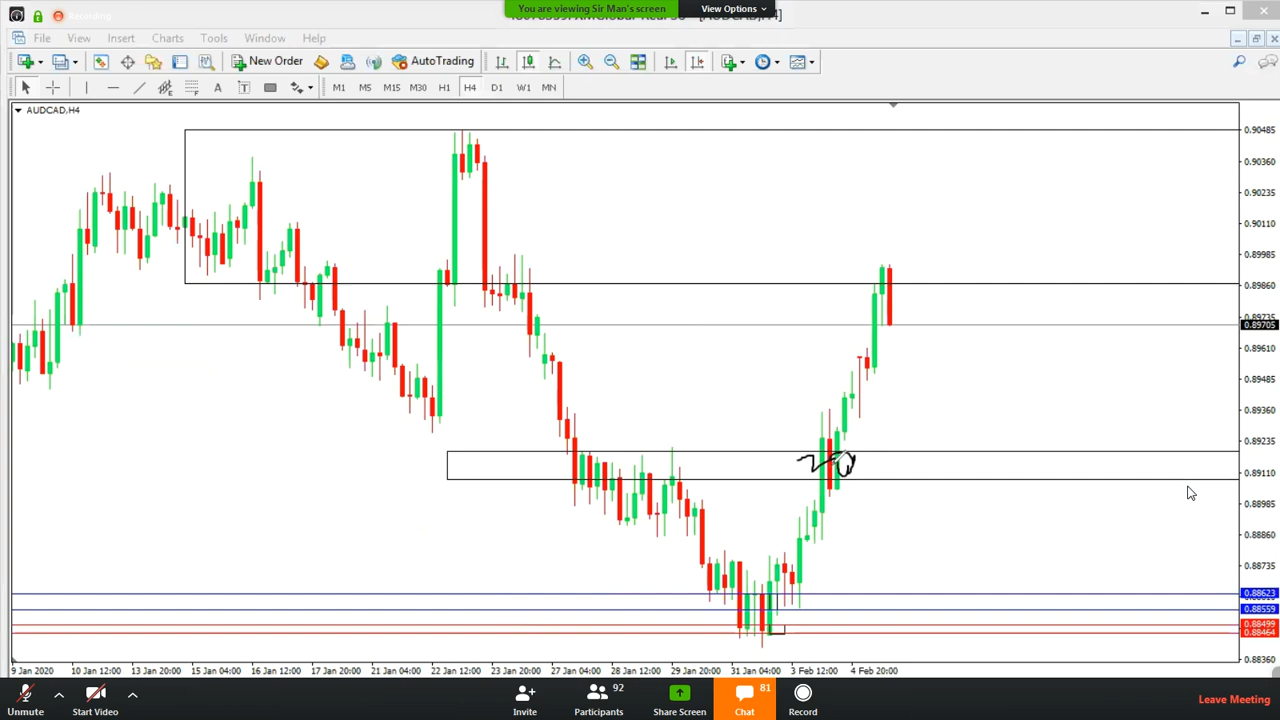 Recording
You are viewing Sir Man's screen
View Options
[AUDCAD,H4]
File View Insert Charts Tools Window Help
New Order AutoTrading
A T M1 M5 M15 M30 H1 H4 D1 W1 MN
AUDCAD,H4
0.90485
0.90360
0.90235
0.90110
0.89985
0.89860
0.89735
0.89705
0.89610
0.89485
0.89360
0.89235
0.89110
0.88985
0.88860
0.88735
0.88623
0.88559
0.88499
0.88464
0.88360
9 Jan 2020 10 Jan 12:00 13 Jan 20:00 15 Jan 04:00 16 Jan 12:00 17 Jan 20:00 21 Jan 04:00 22 Jan 12:00 23 Jan 20:00 27 Jan 04:00 28 Jan 12:00 29 Jan 20:00 31 Jan 04:00 3 Feb 12:00 4 Feb 20:00
92 81
Unmute Start Video Invite Participants Share Screen Chat Record Leave Meeting